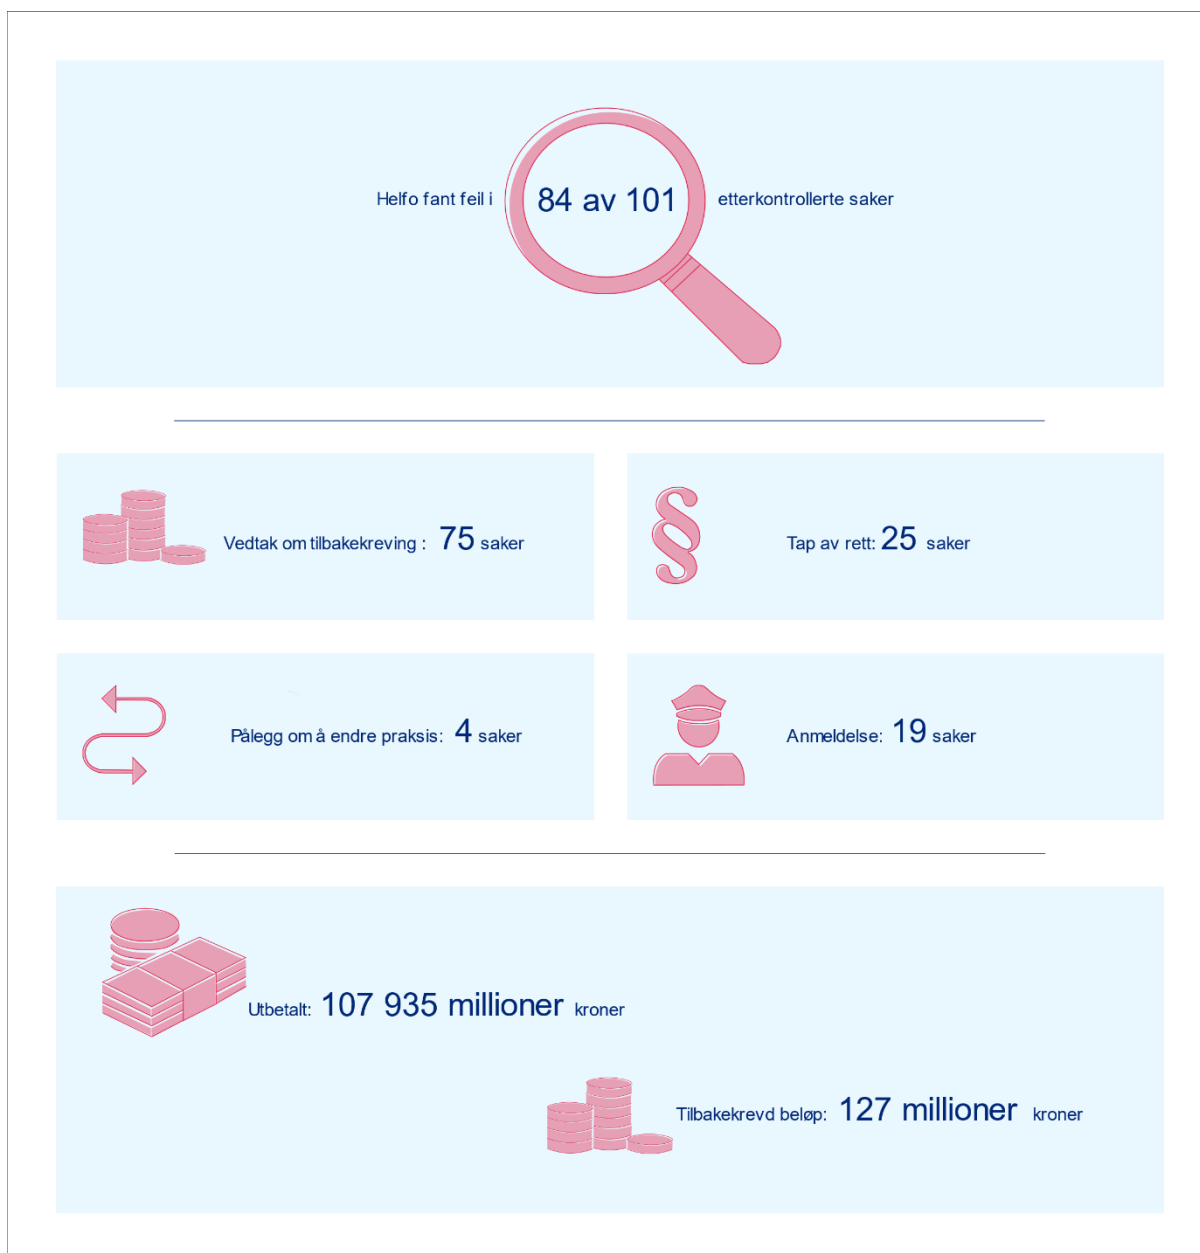 Helfo fant feil i 84 av 101 etterkontrollerte saker
Vedtak om tilbakekreving : 75 saker
Tap av rett: 25 saker
Pålegg om å endre praksis: 4 saker
Anmeldelse: 19 saker
Utbetalt: 107 935 millioner kroner
Tilbakekrevd beløp: 127 millioner kroner